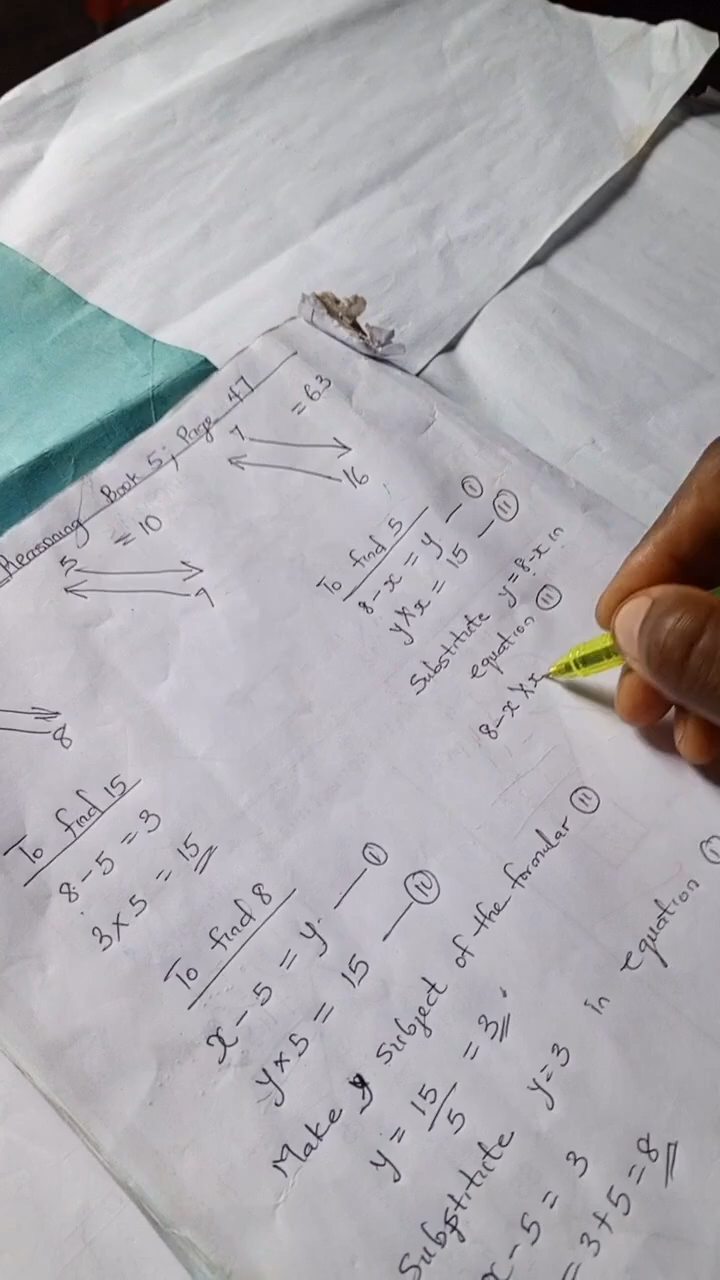 Reasoning Book 5; Page 47
5 = 10
7
7 = 63
16
8
To find 15
8 - 5 = 3
3 x 5 = 15
To find 8
x - 5 = y. — (i)
y x 5 = 15 — (ii)
Make y subject of the formular (ii)
y = 15/5 = 3.
Substitute y = 3 in equation (i)
x - 5 = 3
= 3 + 5 = 8
To find 5
8 - x = y — (i)
y x x = 15 — (ii)
Substitute y = 8 - x in
equation (ii)
8 - x x x